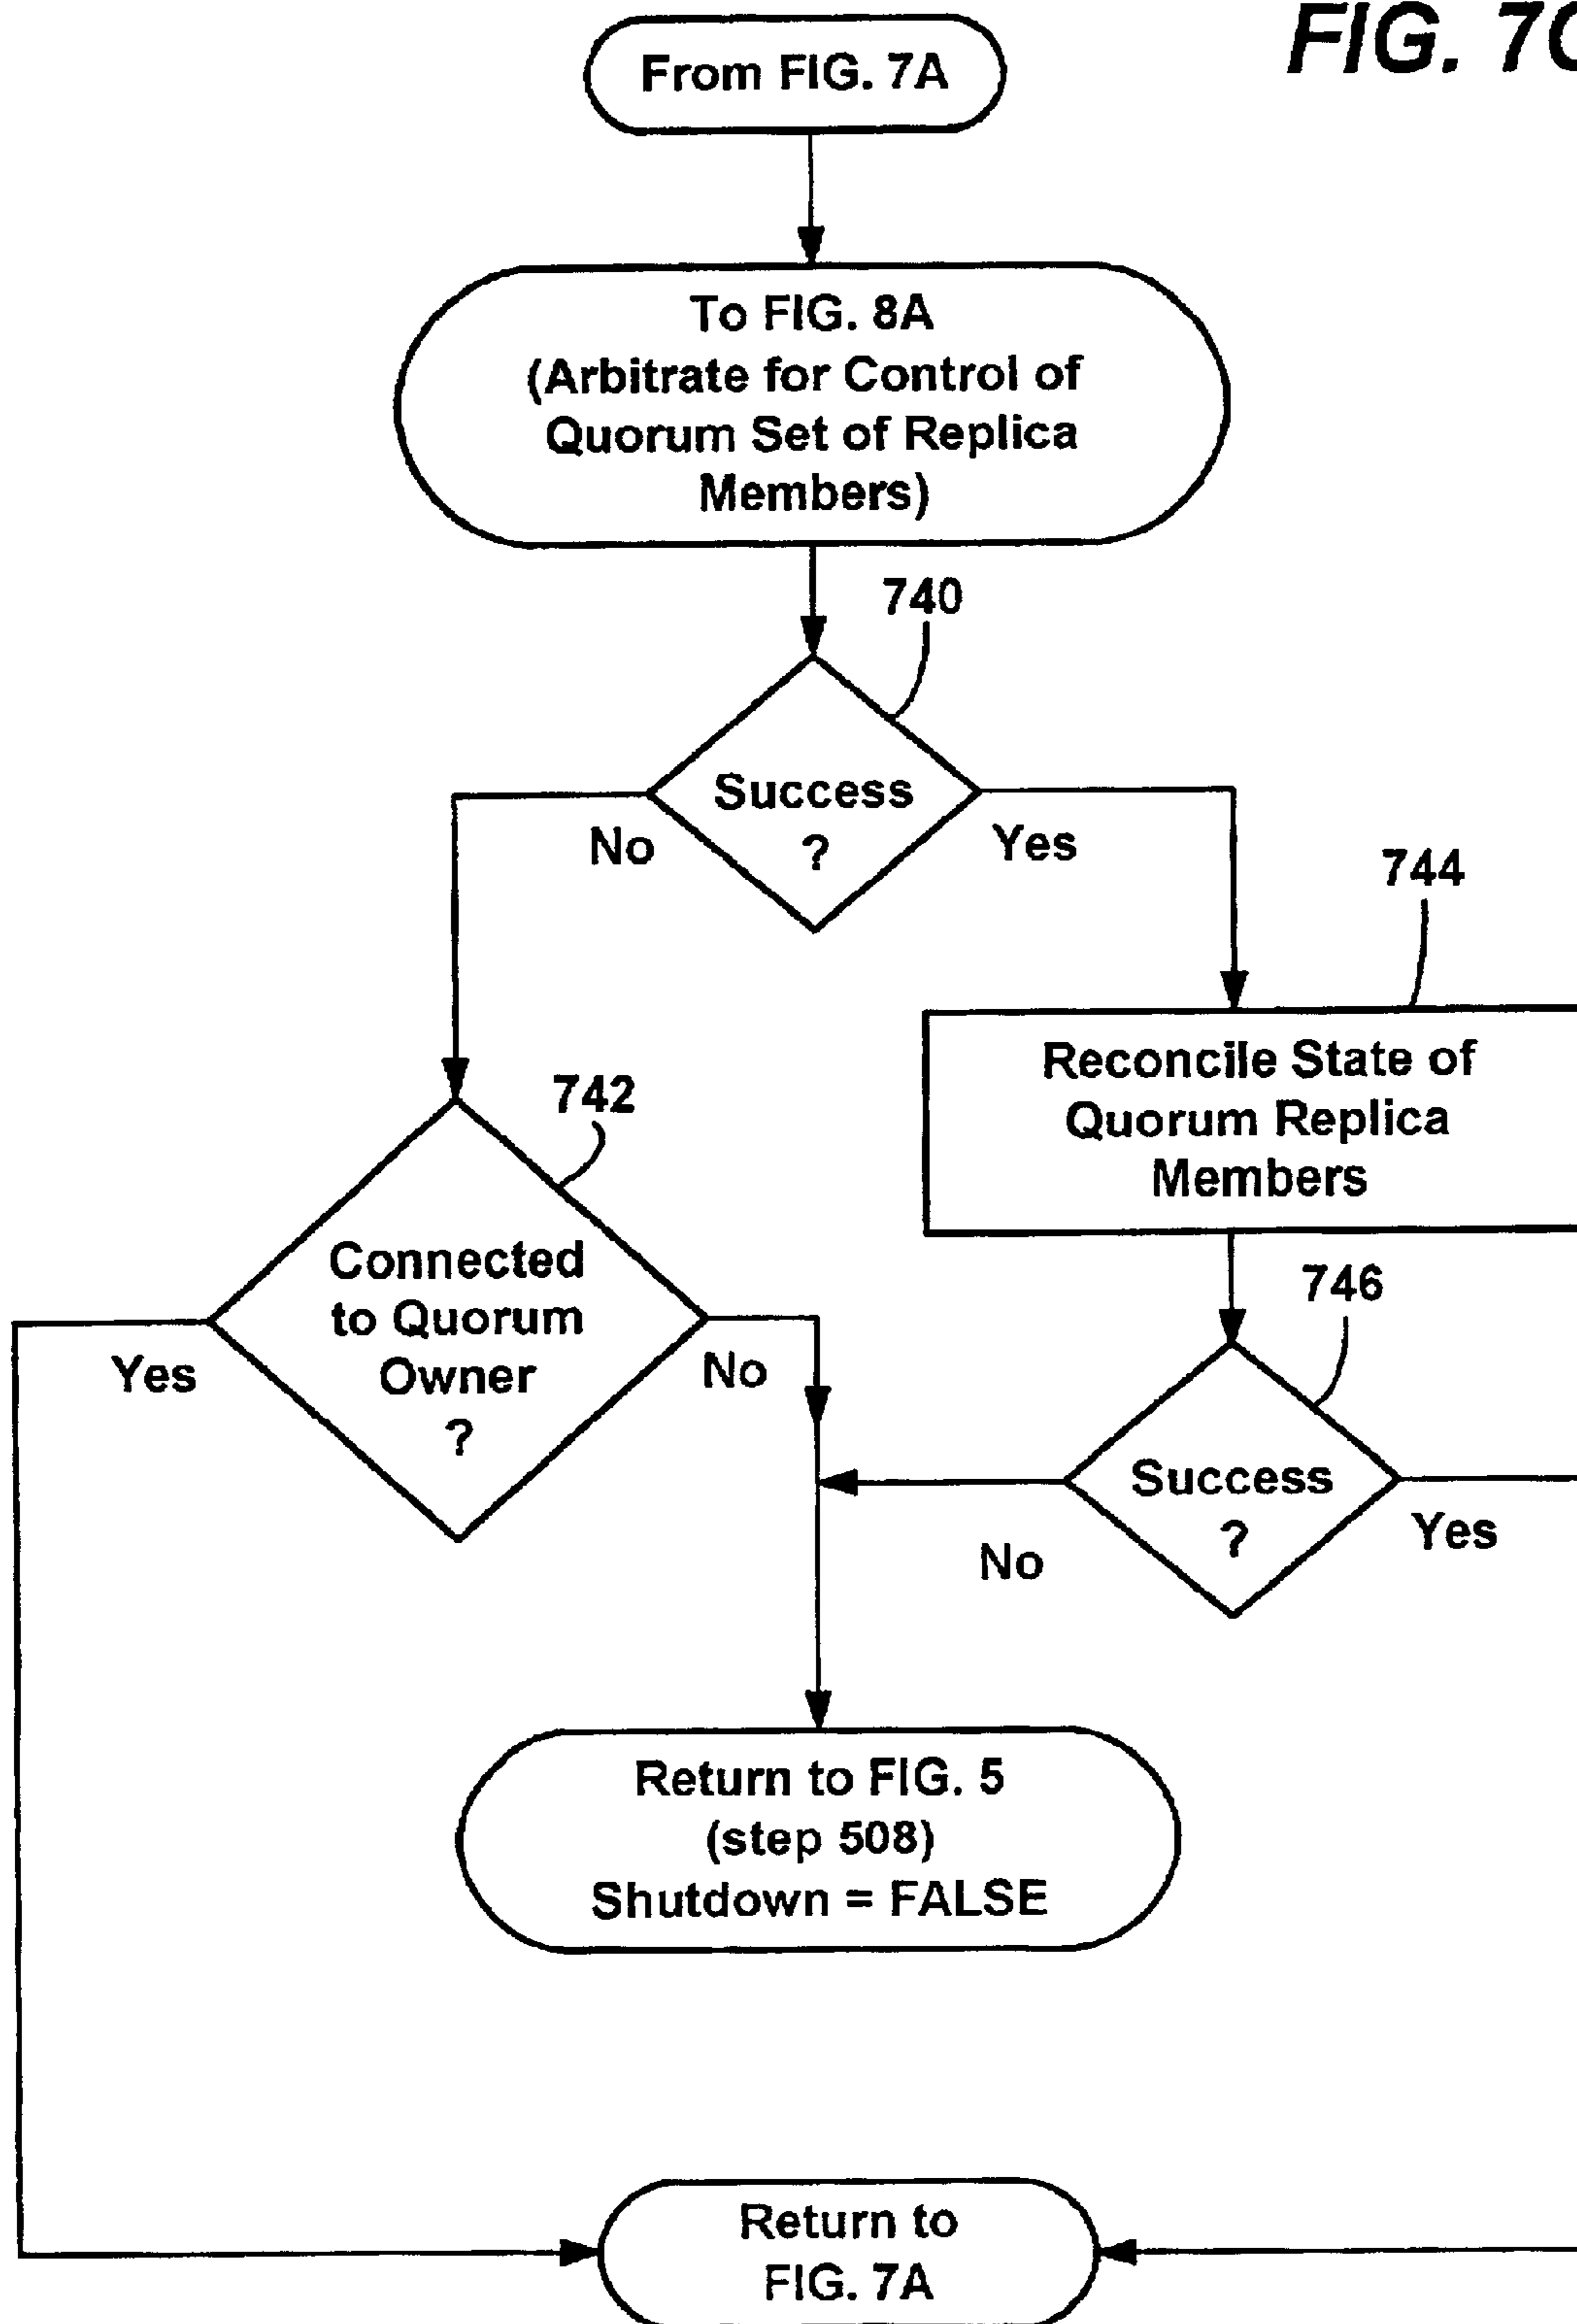 FIG. 7C
From FIG. 7A
To FIG. 8A
(Arbitrate for Control of
Quorum Set of Replica
Members)
740
Success
?
No
Yes
744
Reconcile State of
Quorum Replica
Members
742
Connected
to Quorum
Owner
?
Yes
No
746
Success
?
No
Yes
Return to FIG. 5
(step 508)
Shutdown = FALSE
Return to
FIG. 7A